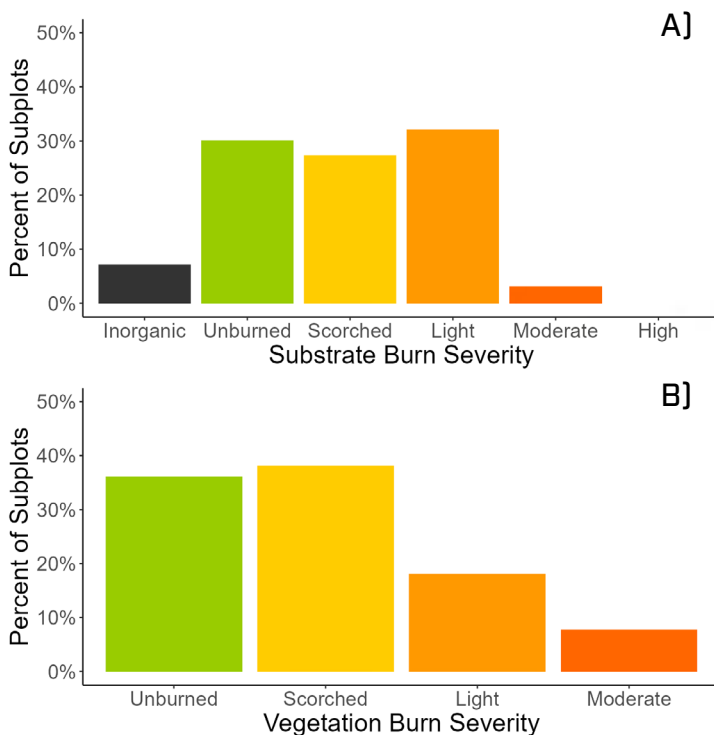 A]
50%
40%
30%
20%
10%
0%
Percent of Subplots
Inorganic Unburned Scorched Light Moderate High
Substrate Burn Severity
B]
50%
40%
30%
20%
10%
0%
Percent of Subplots
Unburned Scorched Light Moderate
Vegetation Burn Severity